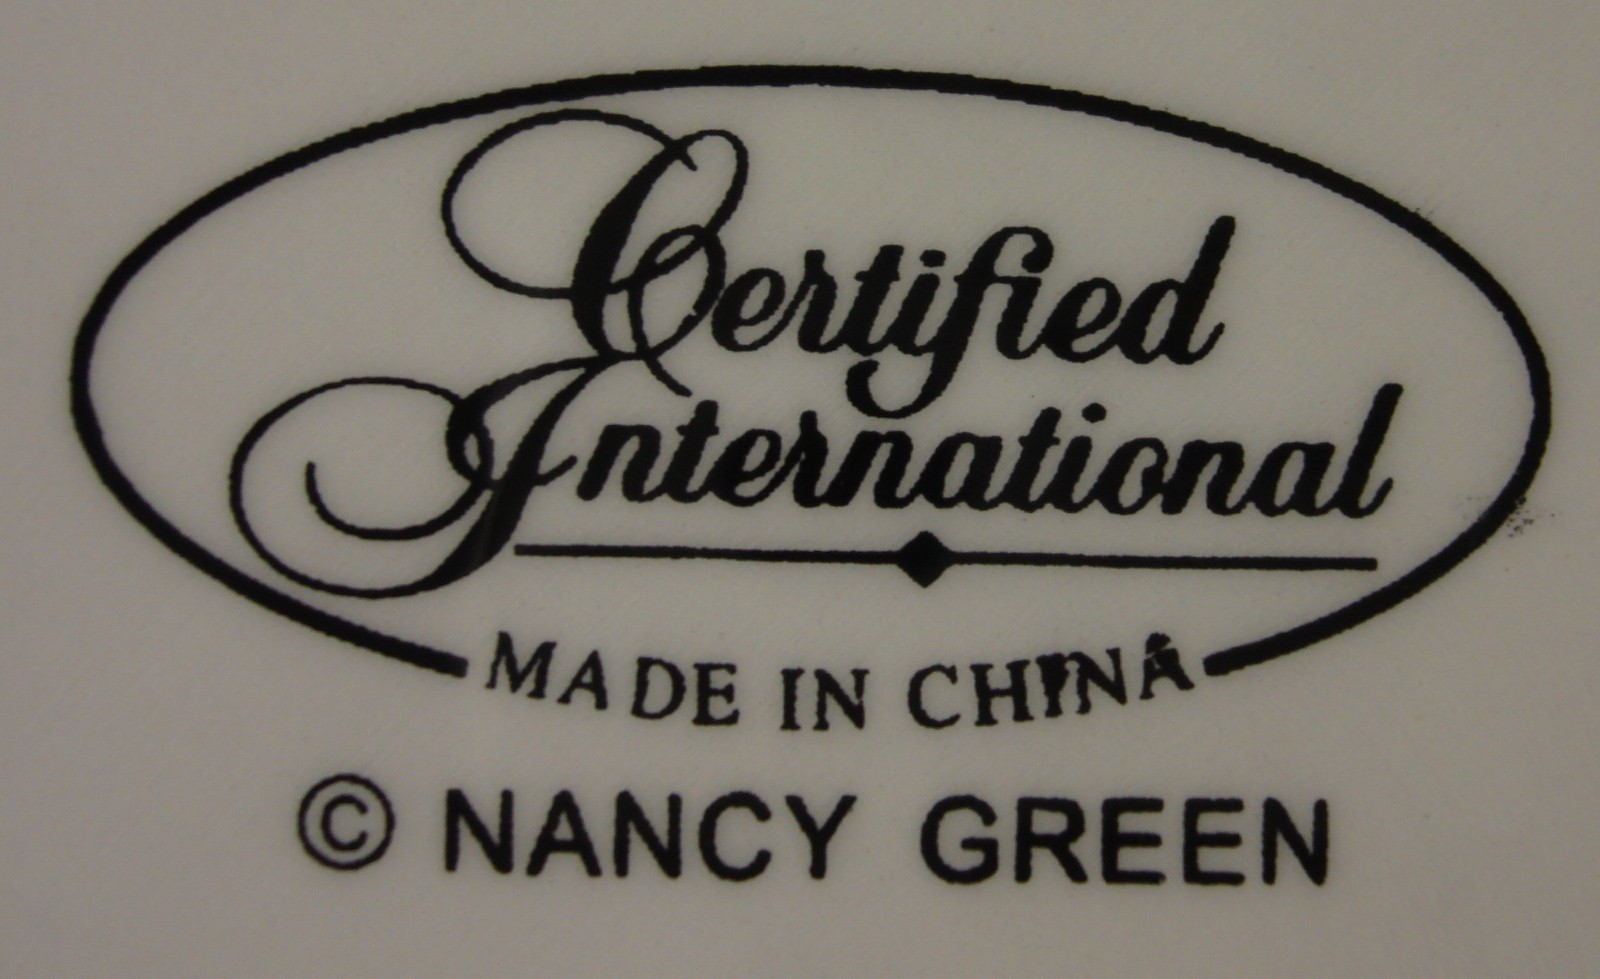 Certified
International
MADE IN CHINA
© NANCY GREEN